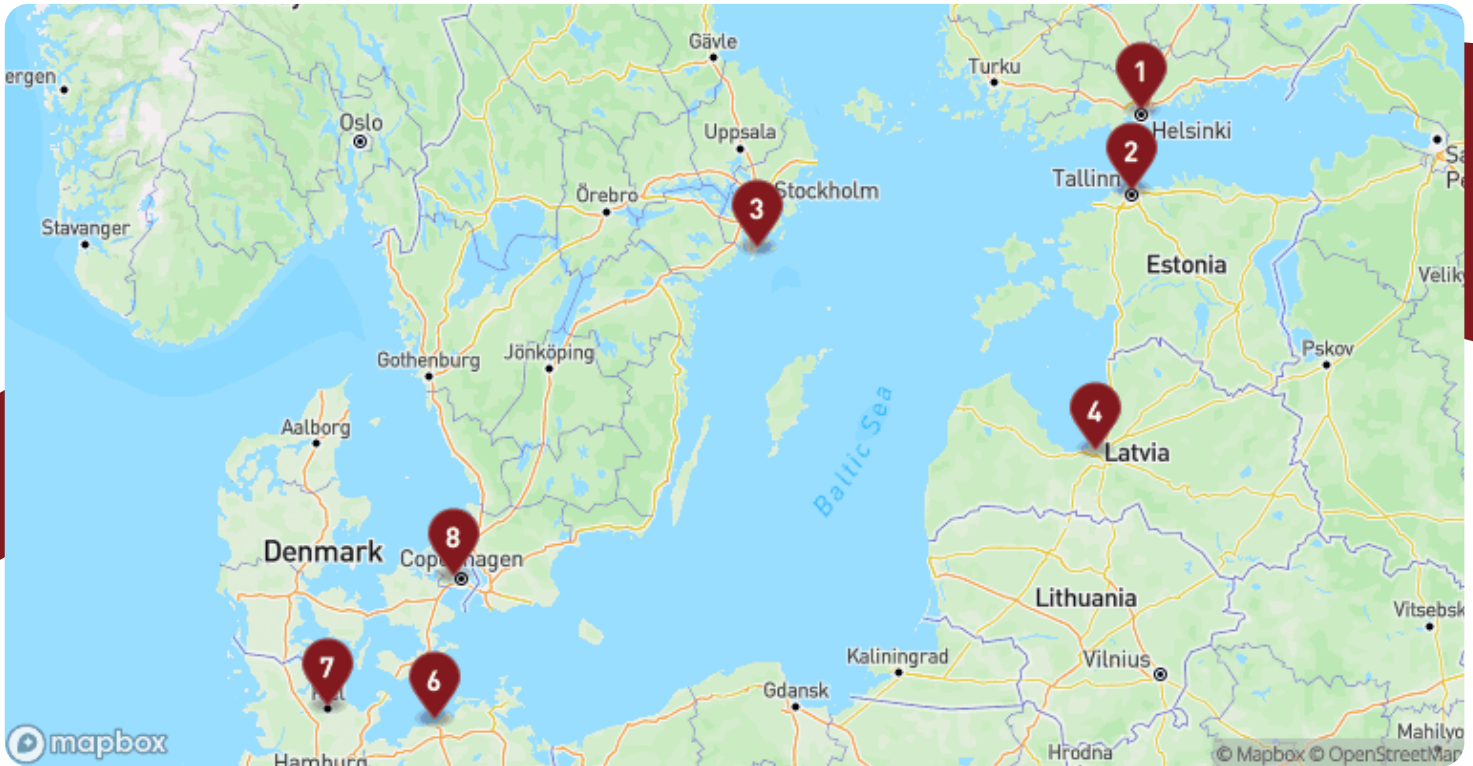 Gävle
Turku
1
ergen
Oslo
Uppsala
Helsinki
2
Tallinn
Örebro
Stockholm
3
Stavanger
Estonia
Veliky
Gothenburg
Jönköping
Pskov
Aalborg
4
Latvia
Baltic Sea
8
Denmark
Lithuania
Vitsebsk
Kaliningrad
Vilnius
7
6
Gdansk
mapbox
Hamburg
Hrodna
Mahilyo
© Mapbox © OpenStreetMap